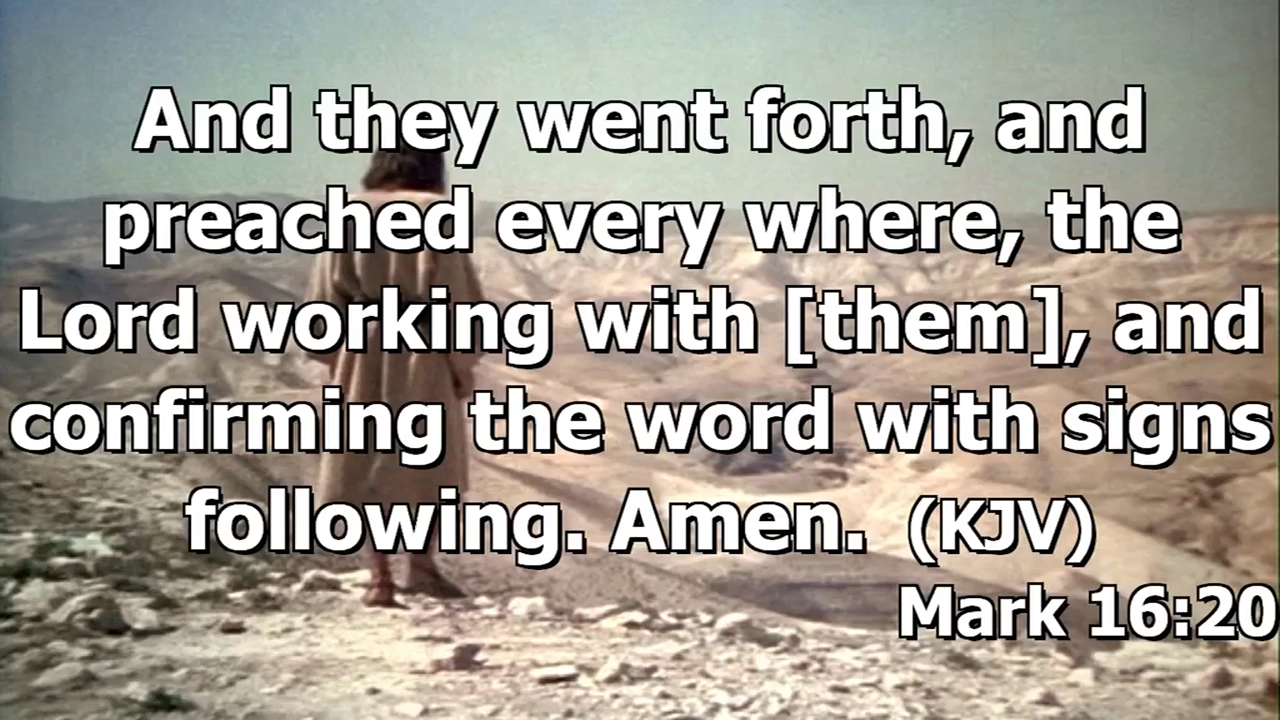 And they went forth, and
preached every where, the
Lord working with [them], and
confirming the word with signs
following. Amen. (KJV)
Mark 16:20